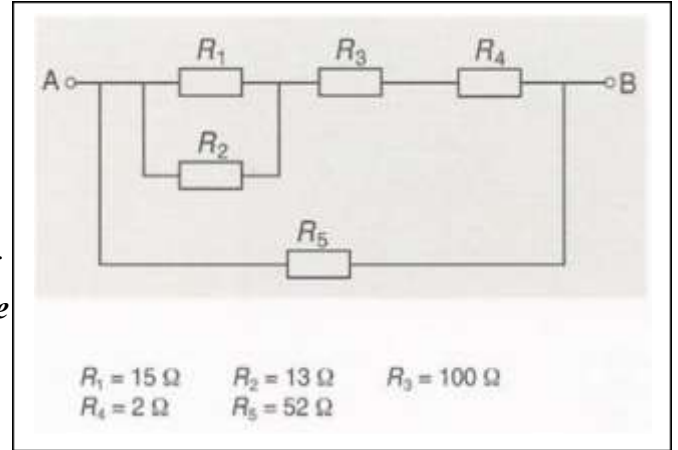 R₁ R₃ R₄
A B
R₂
R₅
e
R₁ = 15 Ω R₂ = 13 Ω R₃ = 100 Ω
R₄ = 2 Ω R₅ = 52 Ω